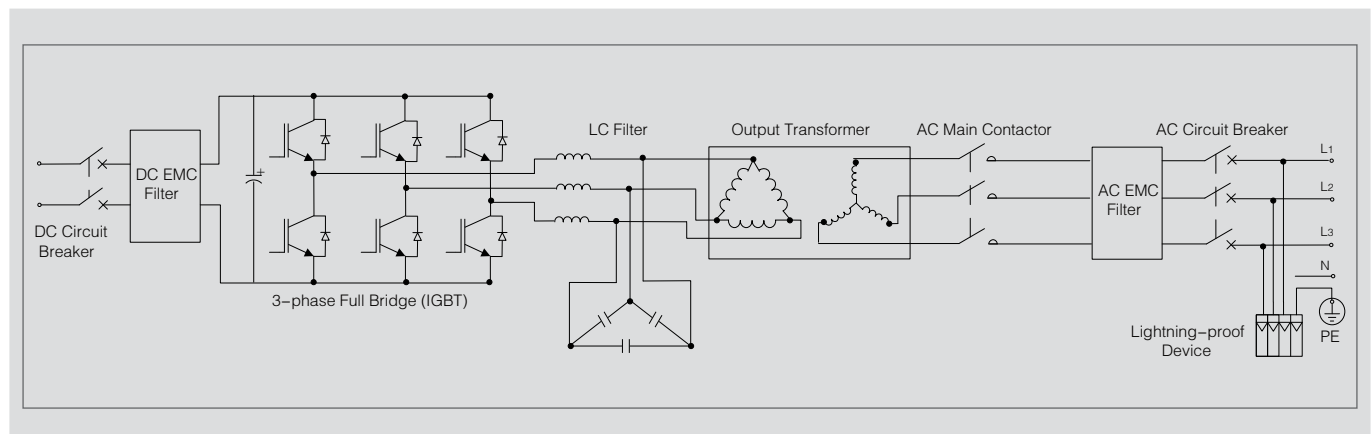 LC Filter
Output Transformer
AC Main Contactor
AC Circuit Breaker
DC EMC
Filter
+
DC Circuit
Breaker
3-phase Full Bridge (IGBT)
AC EMC
Filter
L1
L2
L3
N
PE
Lightning-proof
Device